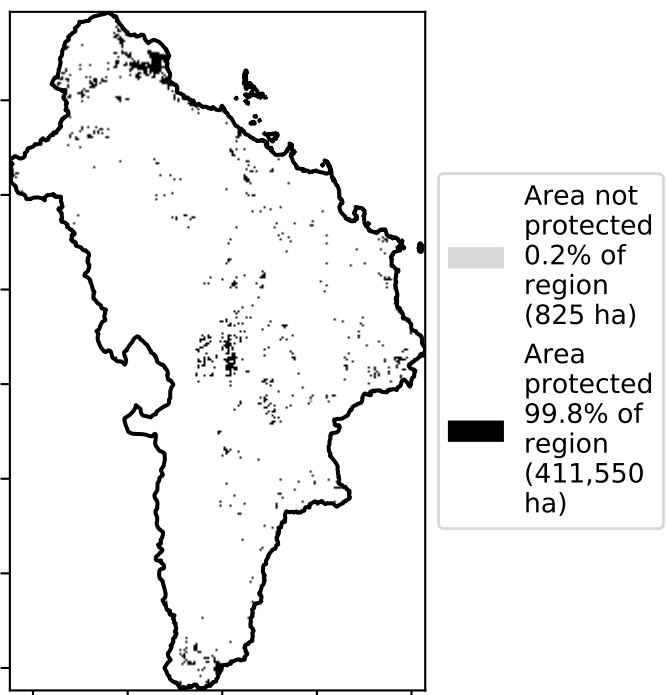 Area not
protected
0.2% of
region
(825 ha)
Area
protected
99.8% of
region
(411,550
ha)